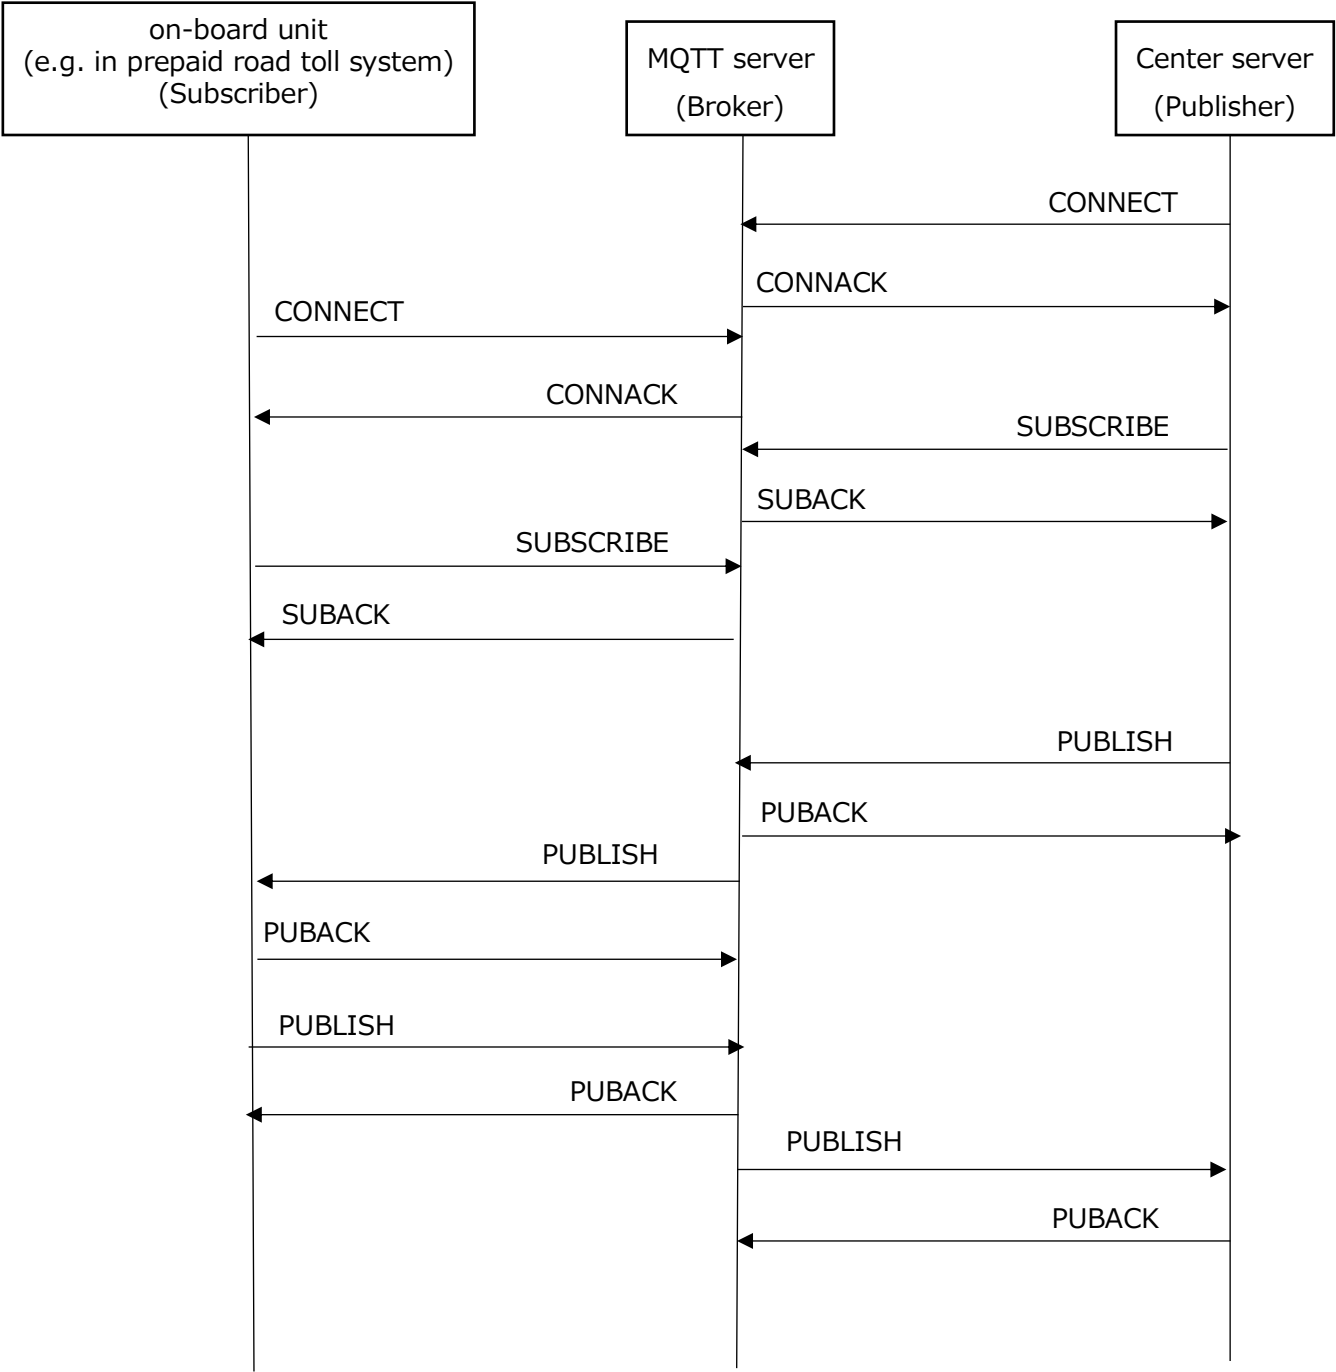 on-board unit
(e.g. in prepaid road toll system)
(Subscriber)
MQTT server
(Broker)
Center server
(Publisher)
CONNECT
CONNACK
CONNECT
CONNACK
SUBSCRIBE
SUBACK
SUBSCRIBE
SUBACK
PUBLISH
PUBACK
PUBLISH
PUBACK
PUBLISH
PUBACK
PUBLISH
PUBACK